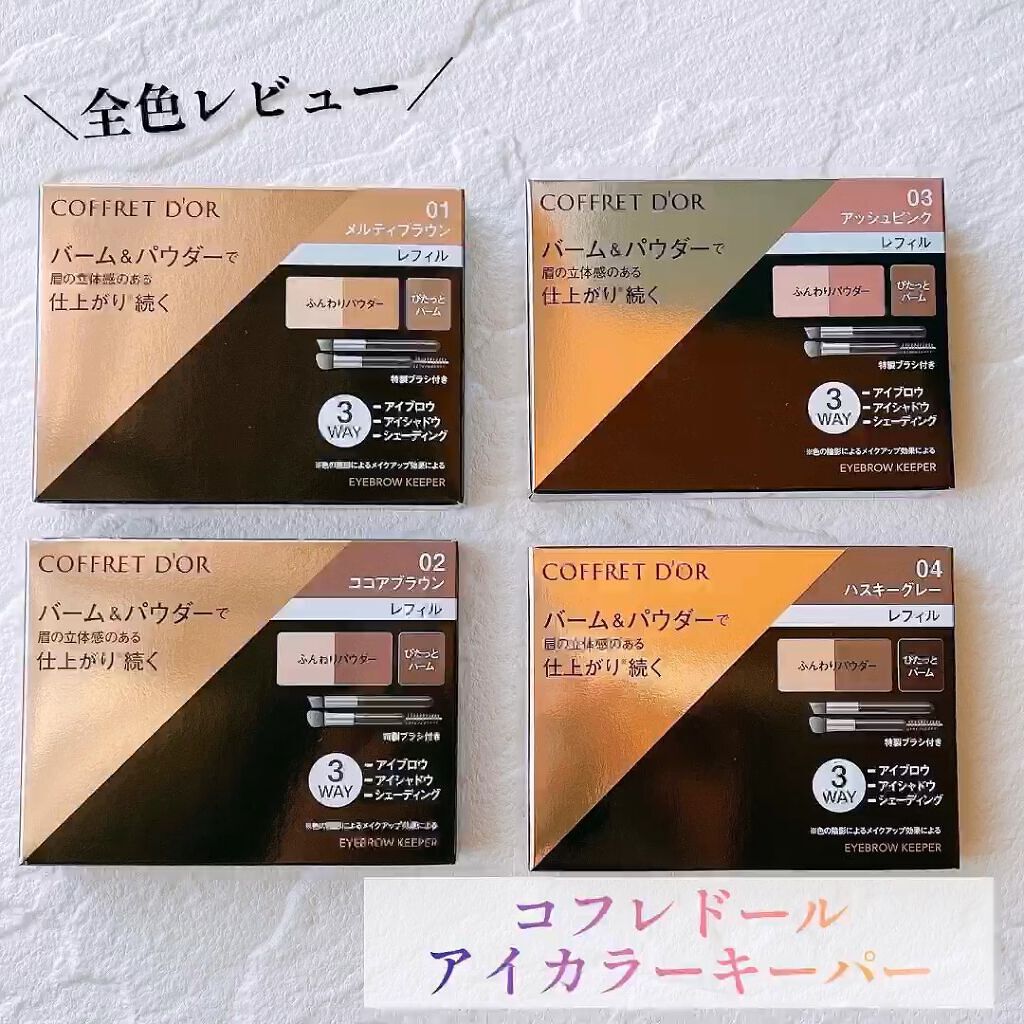 ＼全色レビュー／
COFFRET D'OR
01
メルティブラウン
レフィル
バーム&パウダーで
眉の立体感のある
仕上がり※続く
ふんわりパウダー
ぴたっと
バーム
特製ブラシ付き
3
WAY
アイブロウ
アイシャドウ
シェーディング
※色の陰影によるメイクアップ効果による
EYEBROW KEEPER
COFFRET D'OR
03
アッシュピンク
レフィル
バーム&パウダーで
眉の立体感のある
仕上がり※続く
ふんわりパウダー
ぴたっと
バーム
特製ブラシ付き
3
WAY
アイブロウ
アイシャドウ
シェーディング
※色の陰影によるメイクアップ効果による
EYEBROW KEEPER
COFFRET D'OR
02
ココアブラウン
レフィル
バーム&パウダーで
眉の立体感のある
仕上がり※続く
ふんわりパウダー
ぴたっと
バーム
特製ブラシ付き
3
WAY
アイブロウ
アイシャドウ
シェーディング
※色の陰影によるメイクアップ効果による
EYEBROW KEEPER
COFFRET D'OR
04
ハスキーグレー
レフィル
バーム&パウダーで
眉の立体感のある
仕上がり※続く
ふんわりパウダー
ぴたっと
バーム
特製ブラシ付き
3
WAY
アイブロウ
アイシャドウ
シェーディング
※色の陰影によるメイクアップ効果による
EYEBROW KEEPER
コフレドール
アイカラーキーパー